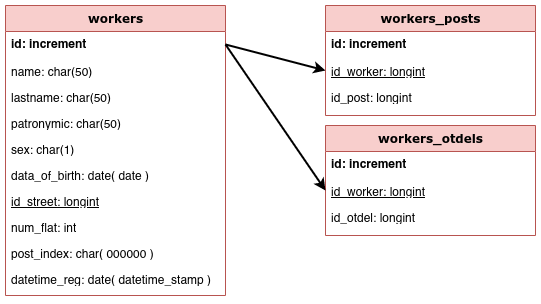 workers
id: increment
name: char(50)
lastname: char(50)
patronymic: char(50)
sex: char(1)
data_of_birth: date( date )
id_street: longint
num_flat: int
post_index: char( 000000 )
datetime_reg: date( datetime_stamp )
workers_posts
id: increment
id_worker: longint
id_post: longint
workers_otdels
id: increment
id_worker: longint
id_otdel: longint